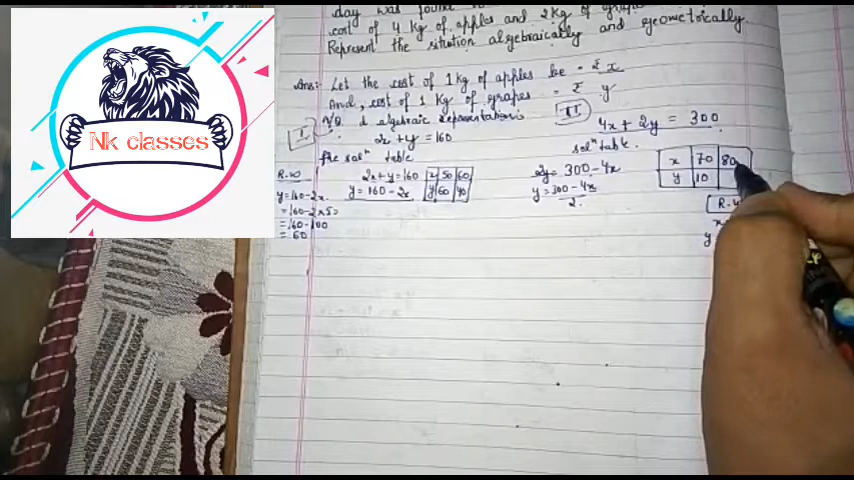 day was found
cost of 4 kg of apples and 2kg of grapes
Represent the situation algebraically and geometrically.
Ans:- Let the cost of 1 kg of apples be = ₹ x
And, cost of 1 kg of grapes = ₹ y
algebraic representations
I. II.
2x + y = 160
4x + 2y = 300
the solⁿ table
solⁿ table.
2x + y = 160
y = 160 - 2x.
x 50 60
y 60 40
2y = 300 - 4x
y = 300 - 4x
2.
x 70 80
y 10
R.W
y = 160 - 2x
= 160 - 2 x 50
= 160 - 100
= 60
R.W
x
y
Nk classes